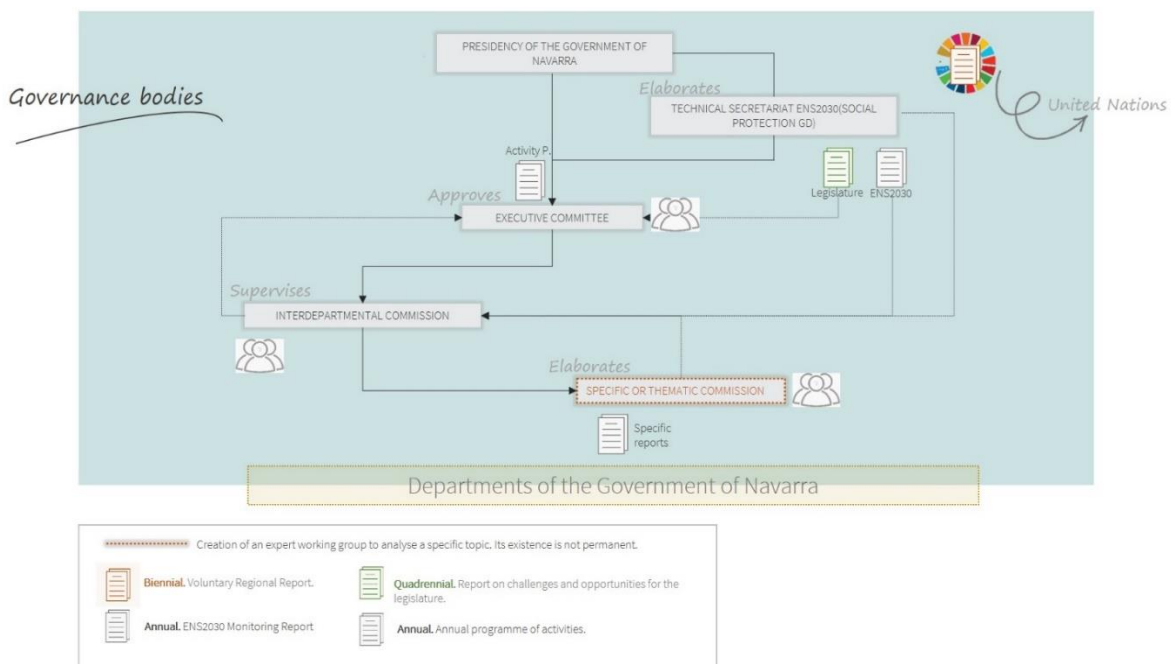 PRESIDENCY OF THE GOVERNMENT OF
NAVARRA
Governance bodies
Elaborates
United Nations
TECHNICAL SECRETARIAT ENS2030(SOCIAL
PROTECTION GD)
Activity P.
Approves
Legislature
ENS2030
EXECUTIVE COMMITTEE
Supervises
INTERDEPARTMENTAL COMMISSION
Elaborates
SPECIFIC OR THEMATIC COMMISSION
Specific
reports
Departments of the Government of Navarra
Creation of an expert working group to analyse a specific topic. Its existence is not permanent.
Biennial. Voluntary Regional Report.
Quadrennial. Report on challenges and opportunities for the
legislature.
Annual. ENS2030 Monitoring Report
Annual. Annual programme of activities.